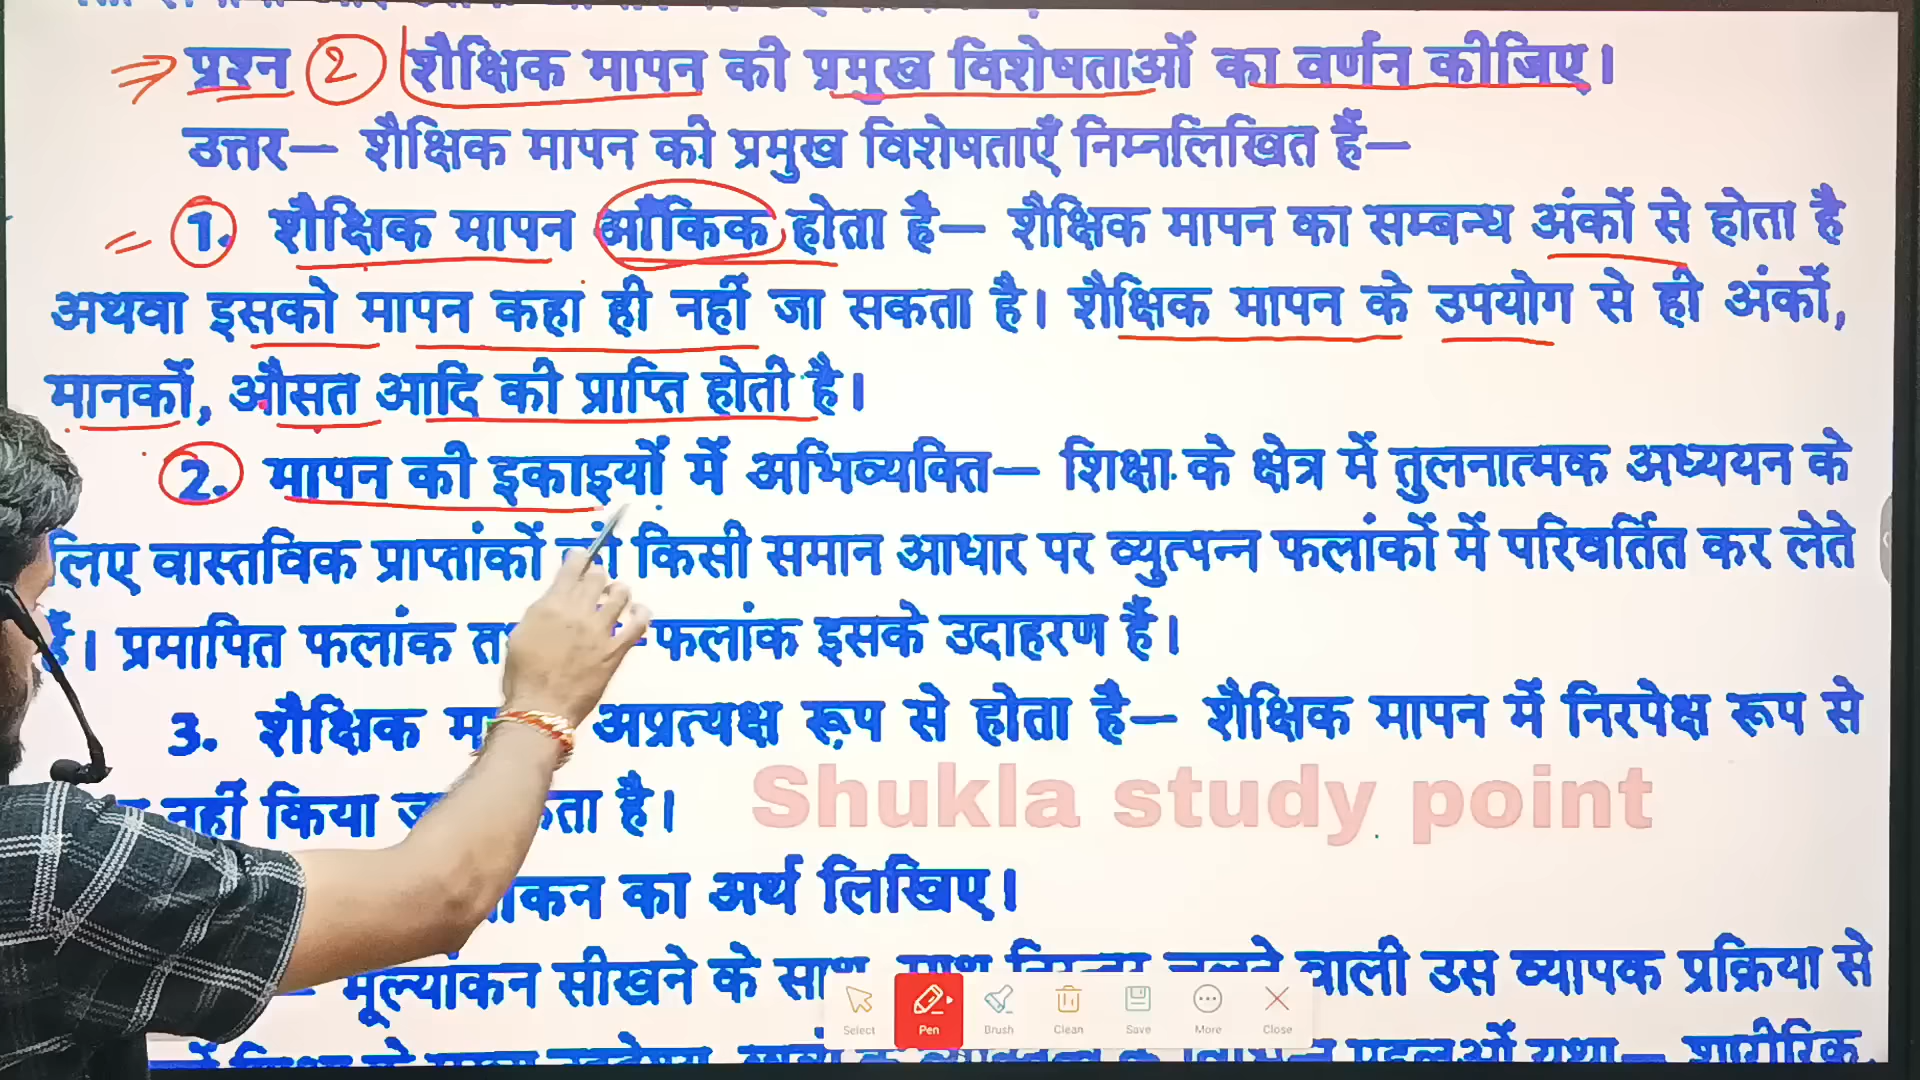 प्रश्न 2 शैक्षिक मापन की प्रमुख विशेषताओं का वर्णन कीजिए।
उत्तर– शैक्षिक मापन की प्रमुख विशेषताएँ निम्नलिखित हैं–
1. शैक्षिक मापन आँकिक होता है– शैक्षिक मापन का सम्बन्ध अंकों से होता है
अथवा इसको मापन कहा ही नहीं जा सकता है। शैक्षिक मापन के उपयोग से ही अंकों,
मानकों, औसत आदि की प्राप्ति होती है।
2. मापन की इकाइयों में अभिव्यक्ति– शिक्षा के क्षेत्र में तुलनात्मक अध्ययन के
लिए वास्तविक प्राप्तांकों किसी समान आधार पर व्युत्पन्न फलांकों में परिवर्तित कर लेते
हैं। प्रमापित फलांक फलांक इसके उदाहरण हैं।
3. शैक्षिक अप्रत्यक्ष रूप से होता है– शैक्षिक मापन में निरपेक्ष रूप से
नहीं किया है।
Shukla study point
का अर्थ लिखिए।
मूल्यांकन सीखने के वाली उस व्यापक प्रक्रिया से
शारीरिक,
Select Pen Brush Clean Save More Close